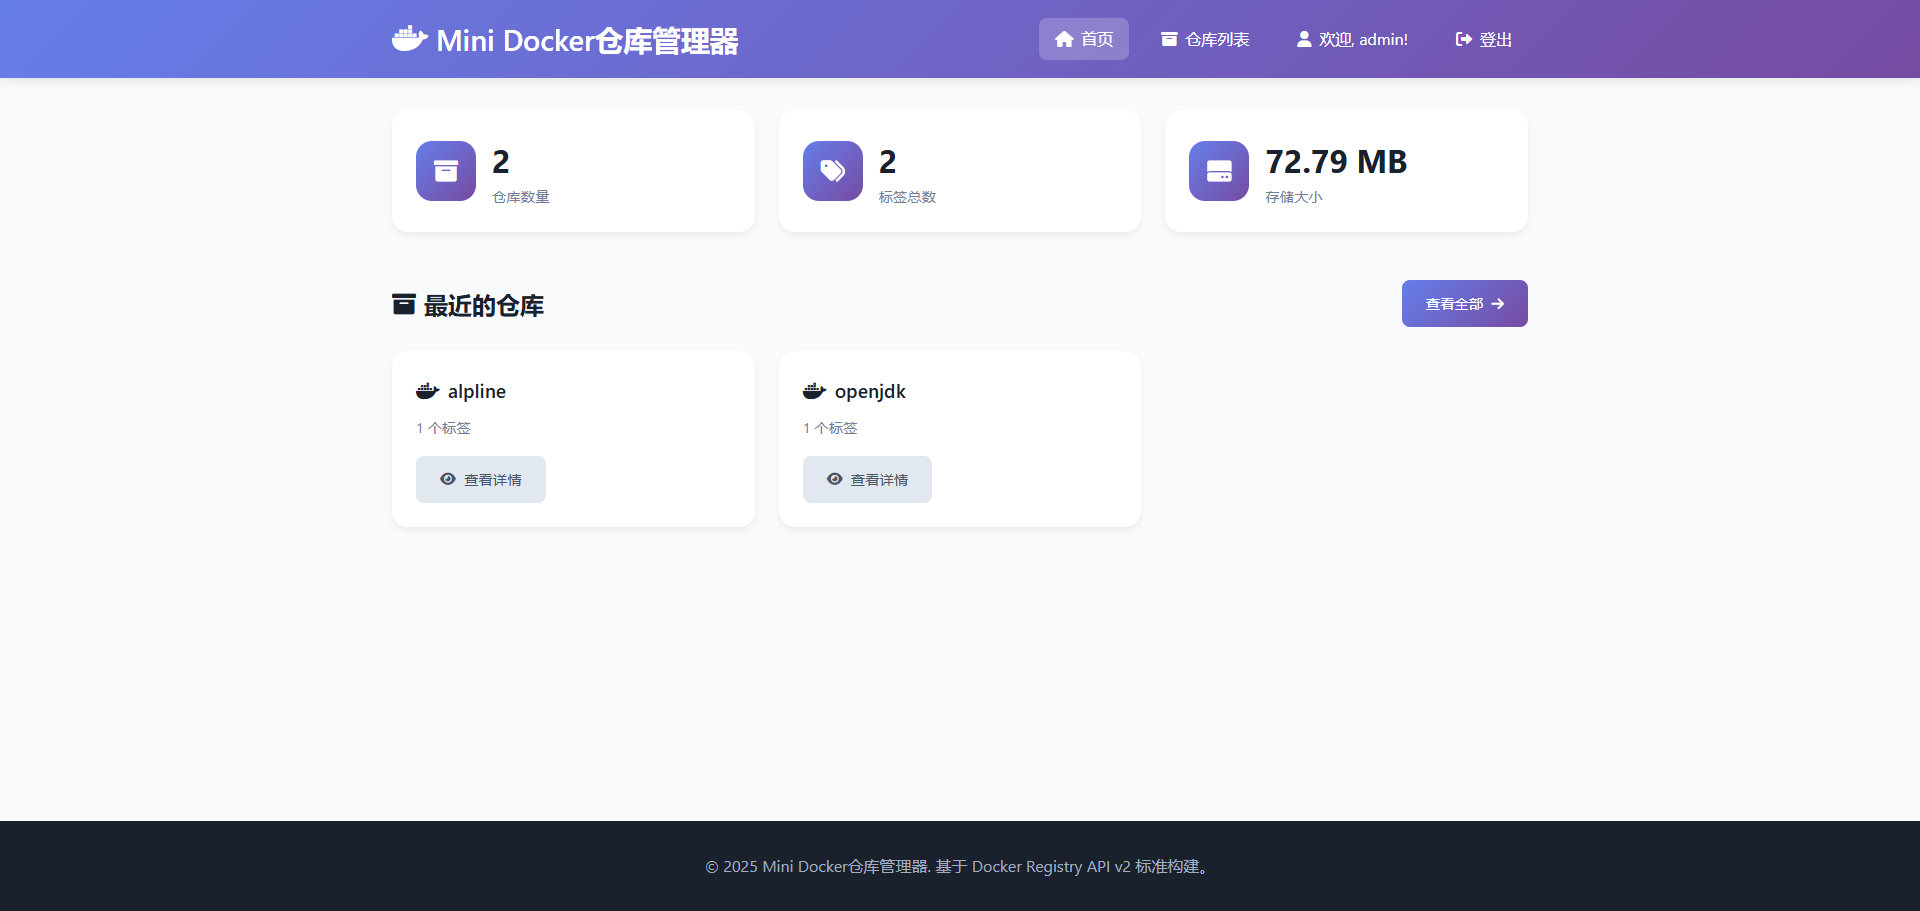 Mini Docker仓库管理器
首页
仓库列表
欢迎, admin!
登出
2
仓库数量
2
标签总数
72.79 MB
存储大小
最近的仓库
查看全部
alpline
1 个标签
查看详情
openjdk
1 个标签
查看详情
© 2025 Mini Docker仓库管理器. 基于 Docker Registry API v2 标准构建。